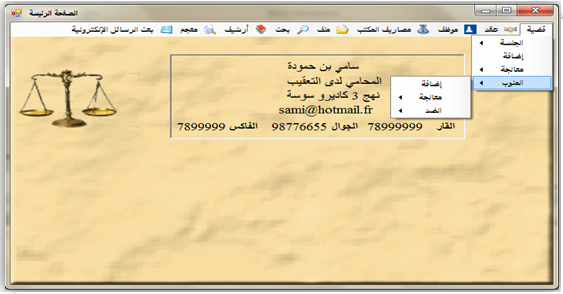 الصفحة الرئيسة
قضية عائد موظف مصاريف المكتب ملف بحث أرشيف معجم بعث الرسائل الإلكترونية
الجلسة
إضافة
معالجة
المنوب
إضافة
معالجة
الضد
سامي بن حمودة
المحامي لدى التعقيب
نهج 3 كاديرو سوسة
sami@hotmail.fr
القار 78999999 الجوال 98776655 الفاكس 7899999